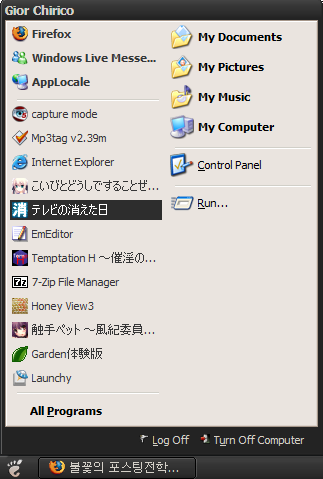 Gior Chirico
Firefox
Windows Live Messe...
AppLocale
capture mode
Mp3tag v2.39m
Internet Explorer
こいびとどうしですることぜ...
テレビの消えた日
EmEditor
Temptation H ～催淫の...
7-Zip File Manager
Honey View3
触手ペット ～風紀委員...
Garden体験版
Launchy
All Programs
My Documents
My Pictures
My Music
My Computer
Control Panel
Run...
Log Off
Turn Off Computer
불꽃의 포스팅전학...